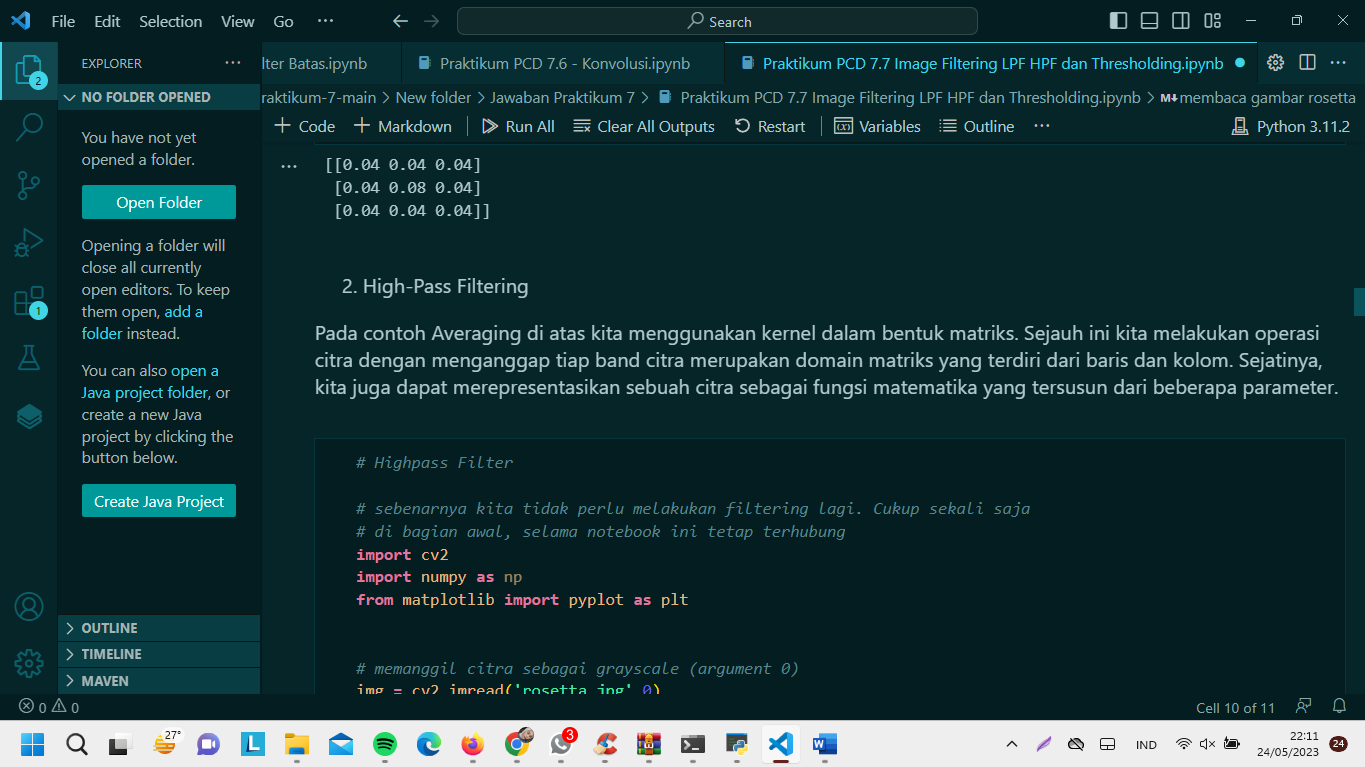 File Edit Selection View Go ··· Search
EXPLORER ···
lter Batas.ipynb
Praktikum PCD 7.6 - Konvolusi.ipynb
Praktikum PCD 7.7 Image Filtering LPF HPF dan Thresholding.ipynb
2
NO FOLDER OPENED
raktikum-7-main > New folder > Jawaban Praktikum 7 > Praktikum PCD 7.7 Image Filtering LPF HPF dan Thresholding.ipynb > M↓ membaca gambar rosetta
+ Code + Markdown | Run All Clear All Outputs Restart | Variables Outline ··· Python 3.11.2
You have not yet
opened a folder.
Open Folder
Opening a folder will
close all currently
open editors. To keep
them open, add a
folder instead.
1
You can also open a
Java project folder, or
create a new Java
project by clicking the
button below.
Create Java Project
OUTLINE
TIMELINE
MAVEN
[[0.04 0.04 0.04]
[0.04 0.08 0.04]
[0.04 0.04 0.04]]
2. High-Pass Filtering
Pada contoh Averaging di atas kita menggunakan kernel dalam bentuk matriks. Sejauh ini kita melakukan operasi
citra dengan menganggap tiap band citra merupakan domain matriks yang terdiri dari baris dan kolom. Sejatinya,
kita juga dapat merepresentasikan sebuah citra sebagai fungsi matematika yang tersusun dari beberapa parameter.
# Highpass Filter
# sebenarnya kita tidak perlu melakukan filtering lagi. Cukup sekali saja
# di bagian awal, selama notebook ini tetap terhubung
import cv2
import numpy as np
from matplotlib import pyplot as plt
# memanggil citra sebagai grayscale (argument 0)
img = cv2.imread('rosetta.jpg',0)
0 0
Cell 10 of 11
27°
3
IND
22:11
24/05/2023
24